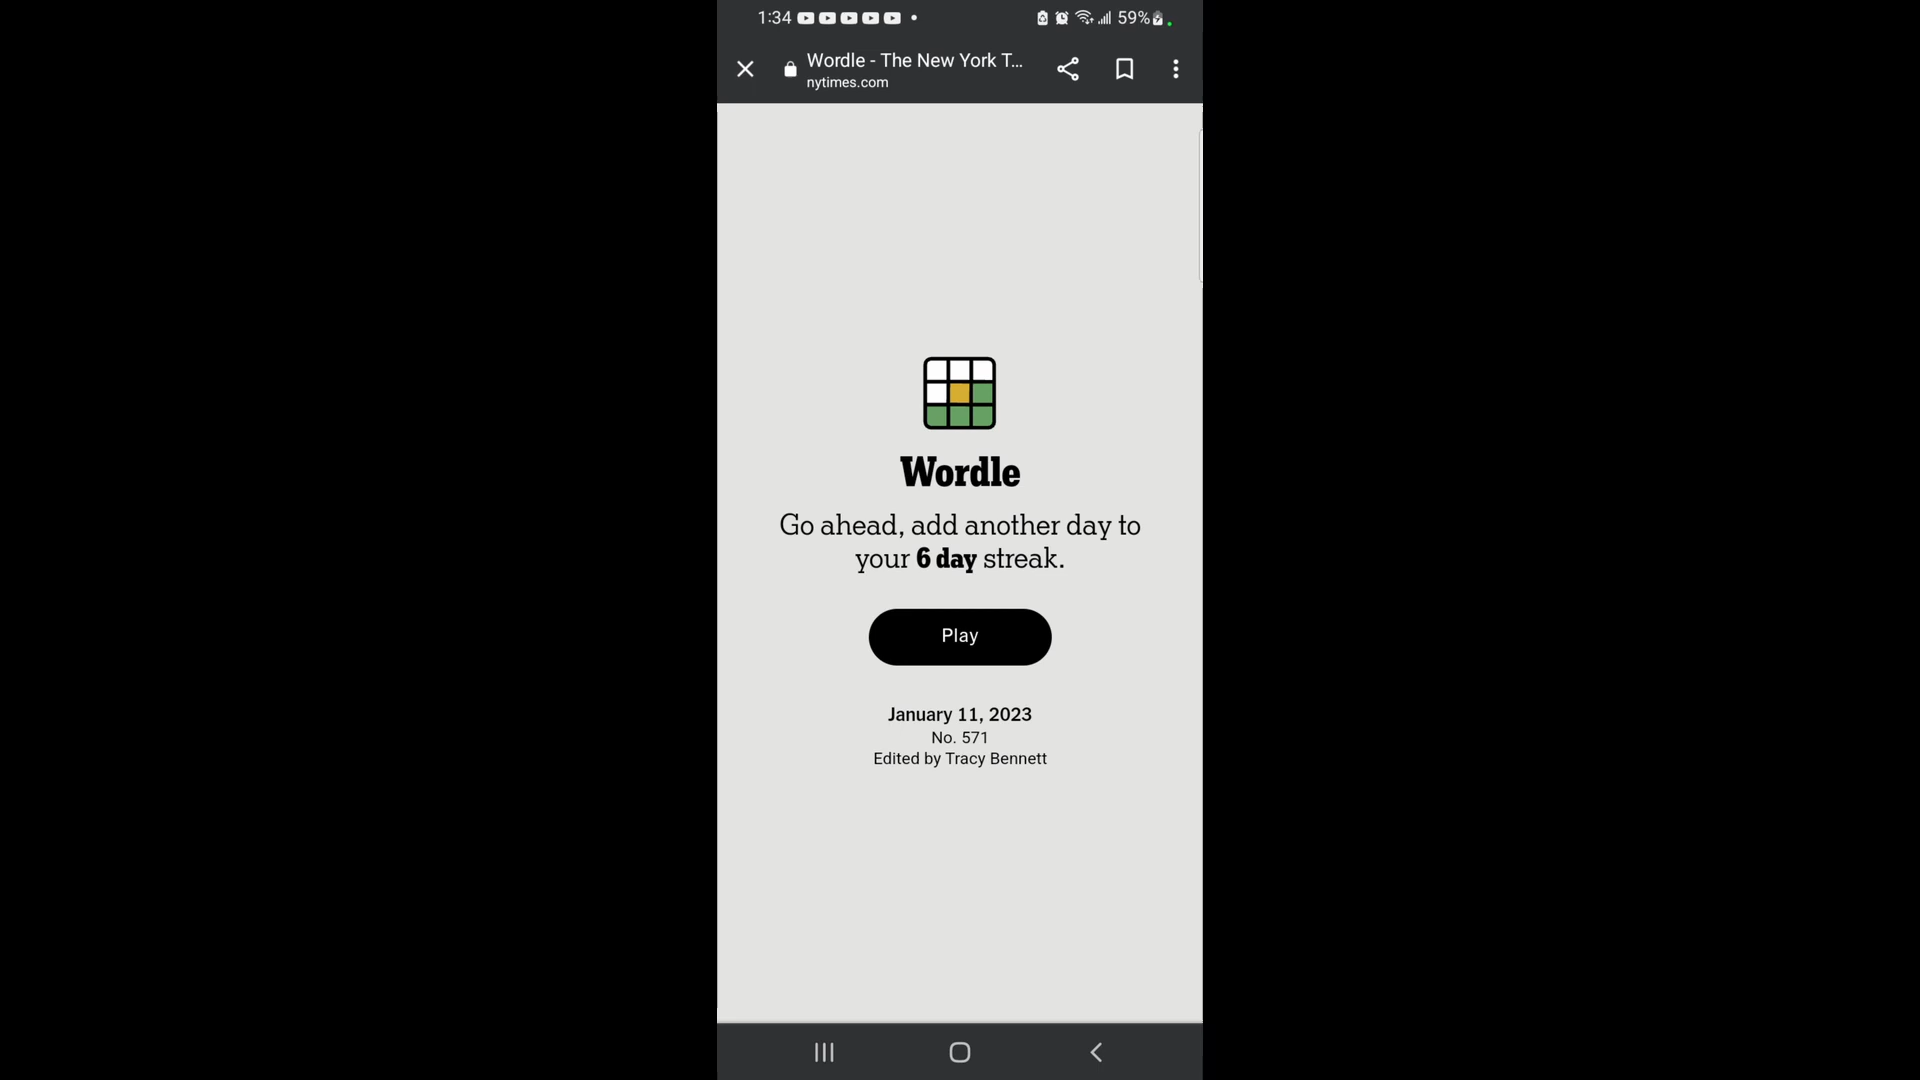 1:34
59%
Wordle - The New York T...
nytimes.com
Wordle
Go ahead, add another day to
your 6 day streak.
Play
January 11, 2023
No. 571
Edited by Tracy Bennett